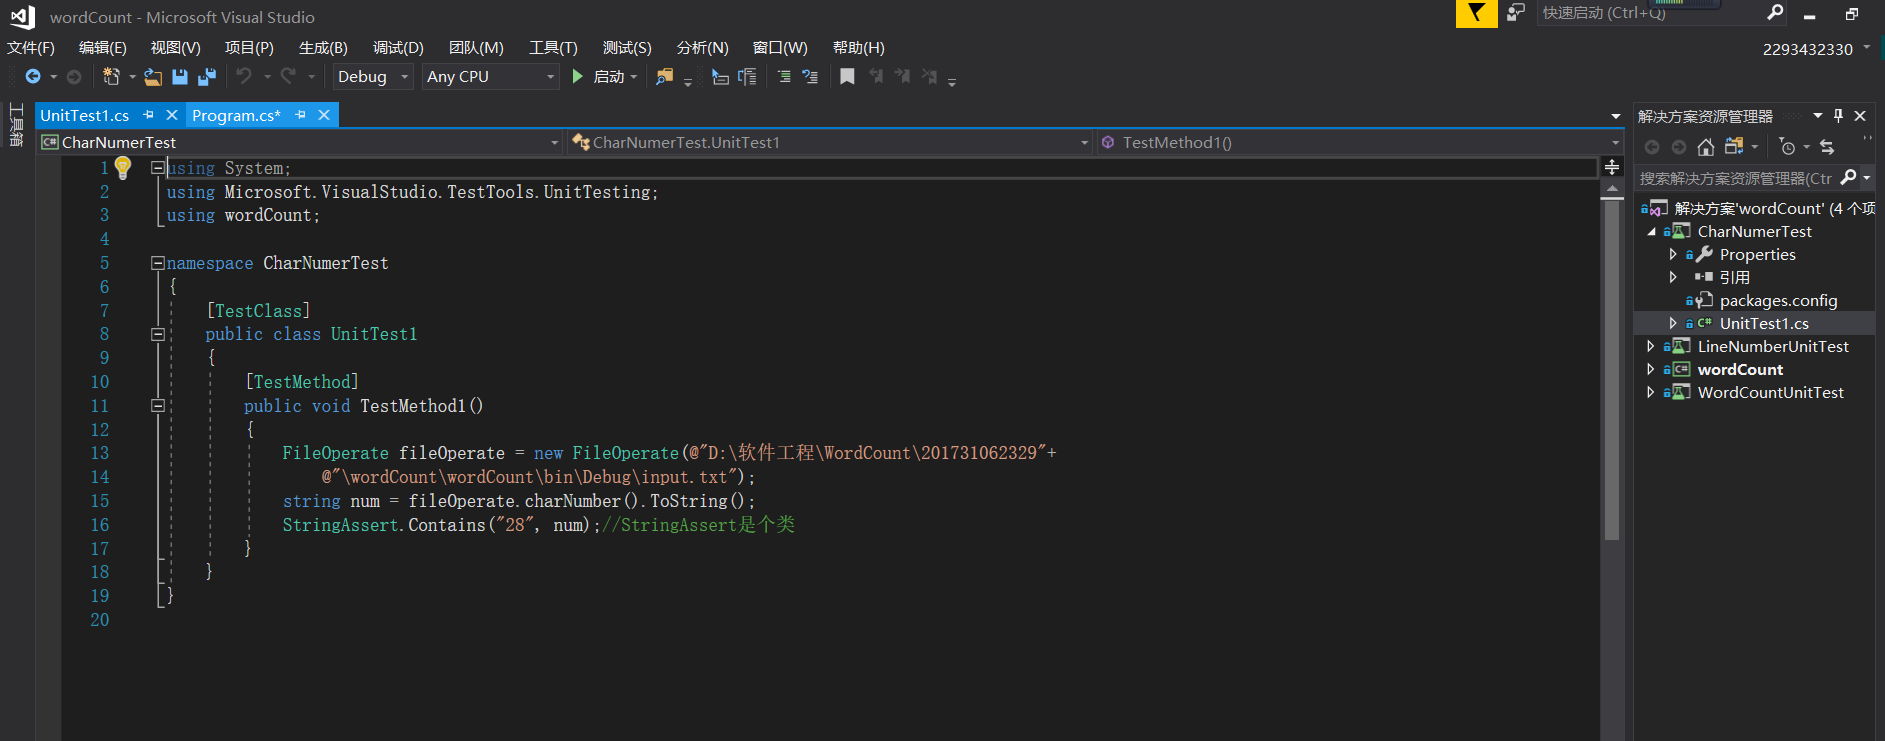 wordCount - Microsoft Visual Studio
快速启动 (Ctrl+Q)
文件(F) 编辑(E) 视图(V) 项目(P) 生成(B) 调试(D) 团队(M) 工具(T) 测试(S) 分析(N) 窗口(W) 帮助(H)
2293432330
Debug Any CPU 启动
工具箱
UnitTest1.cs Program.cs*
CharNumerTest CharNumerTest.UnitTest1 TestMethod1()
1 using System;
2 using Microsoft.VisualStudio.TestTools.UnitTesting;
3 using wordCount;
4
5 namespace CharNumerTest
6 {
7 [TestClass]
8 public class UnitTest1
9 {
10 [TestMethod]
11 public void TestMethod1()
12 {
13 FileOperate fileOperate = new FileOperate(@"D:\软件工程\WordCount\201731062329"+
14 @"\wordCount\wordCount\bin\Debug\input.txt");
15 string num = fileOperate.charNumber().ToString();
16 StringAssert.Contains("28", num);//StringAssert是个类
17 }
18 }
19 }
20
解决方案资源管理器
搜索解决方案资源管理器(Ctr
解决方案'wordCount' (4 个项
CharNumerTest
Properties
引用
packages.config
C# UnitTest1.cs
LineNumberUnitTest
C# wordCount
WordCountUnitTest